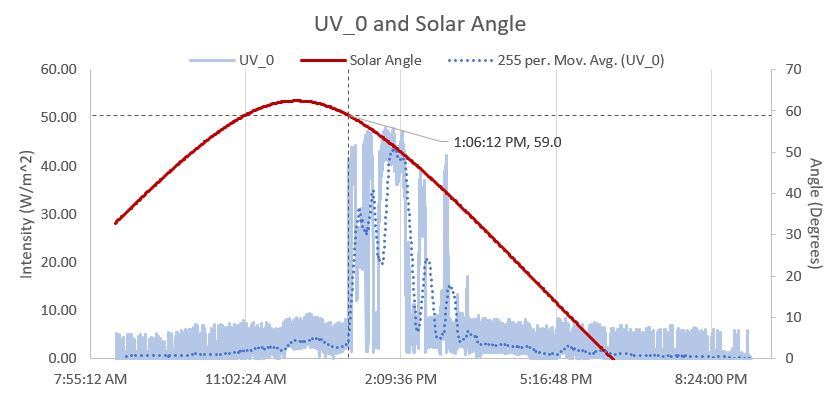 UV_0 and Solar Angle
UV_0 Solar Angle 255 per. Mov. Avg. (UV_0)
60.00 70
50.00 60
1:06:12 PM, 59.0
40.00 50
30.00 40
20.00 30
10.00 20
0.00 10
0
Intensity (W/m^2)
Angle (Degrees)
7:55:12 AM 11:02:24 AM 2:09:36 PM 5:16:48 PM 8:24:00 PM